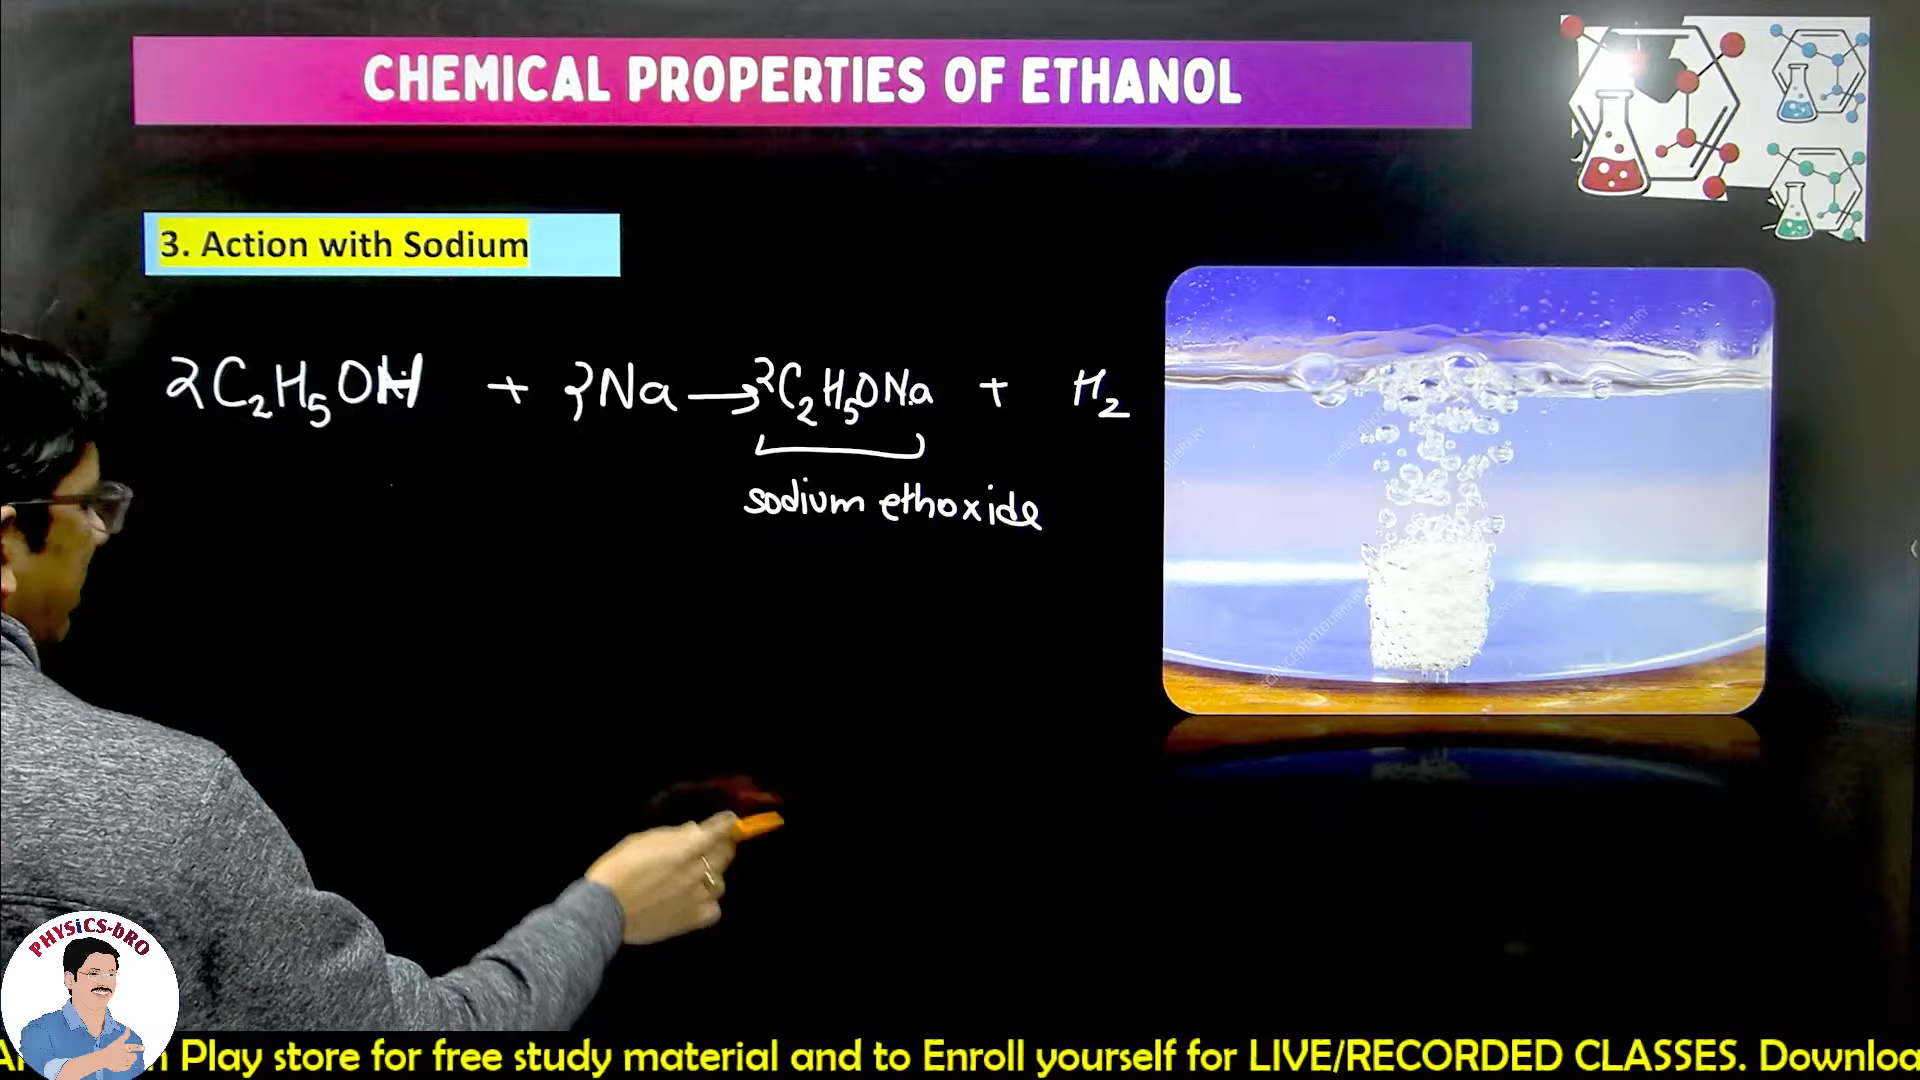 CHEMICAL PROPERTIES OF ETHANOL
3. Action with Sodium
2C₂H₅OH + 2Na → 2C₂H₅ONa + H₂
sodium ethoxide
PHYSiCS-bRO
n Play store for free study material and to Enroll yourself for LIVE/RECORDED CLASSES. Downloa